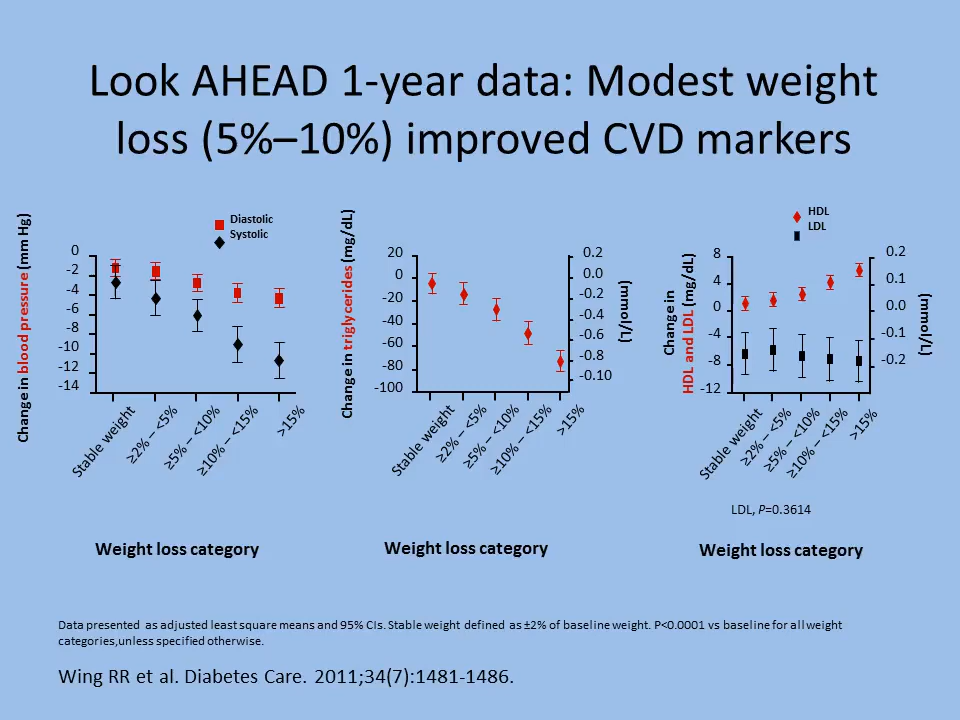 Look AHEAD 1-year data: Modest weight
loss (5%–10%) improved CVD markers
Change in blood pressure (mm Hg)
Diastolic
Systolic
0
-2
-4
-6
-8
-10
-12
-14
Stable weight
≥2% – <5%
≥5% – <10%
≥10% – <15%
>15%
Weight loss category
Change in triglycerides (mg/dL)
20
0
-20
-40
-60
-80
-100
0.2
0.0
-0.2
-0.4
-0.6
-0.8
-0.10
(mmol/L)
Stable weight
≥2% – <5%
≥5% – <10%
≥10% – <15%
>15%
Weight loss category
Change in
HDL and LDL (mg/dL)
HDL
LDL
8
4
0
-4
-8
-12
0.2
0.1
0.0
-0.1
-0.2
(mmol/L)
Stable weight
≥2% – <5%
≥5% – <10%
≥10% – <15%
>15%
LDL, P=0.3614
Weight loss category
Data presented as adjusted least square means and 95% CIs. Stable weight defined as ±2% of baseline weight. P<0.0001 vs baseline for all weight
categories,unless specified otherwise.
Wing RR et al. Diabetes Care. 2011;34(7):1481-1486.